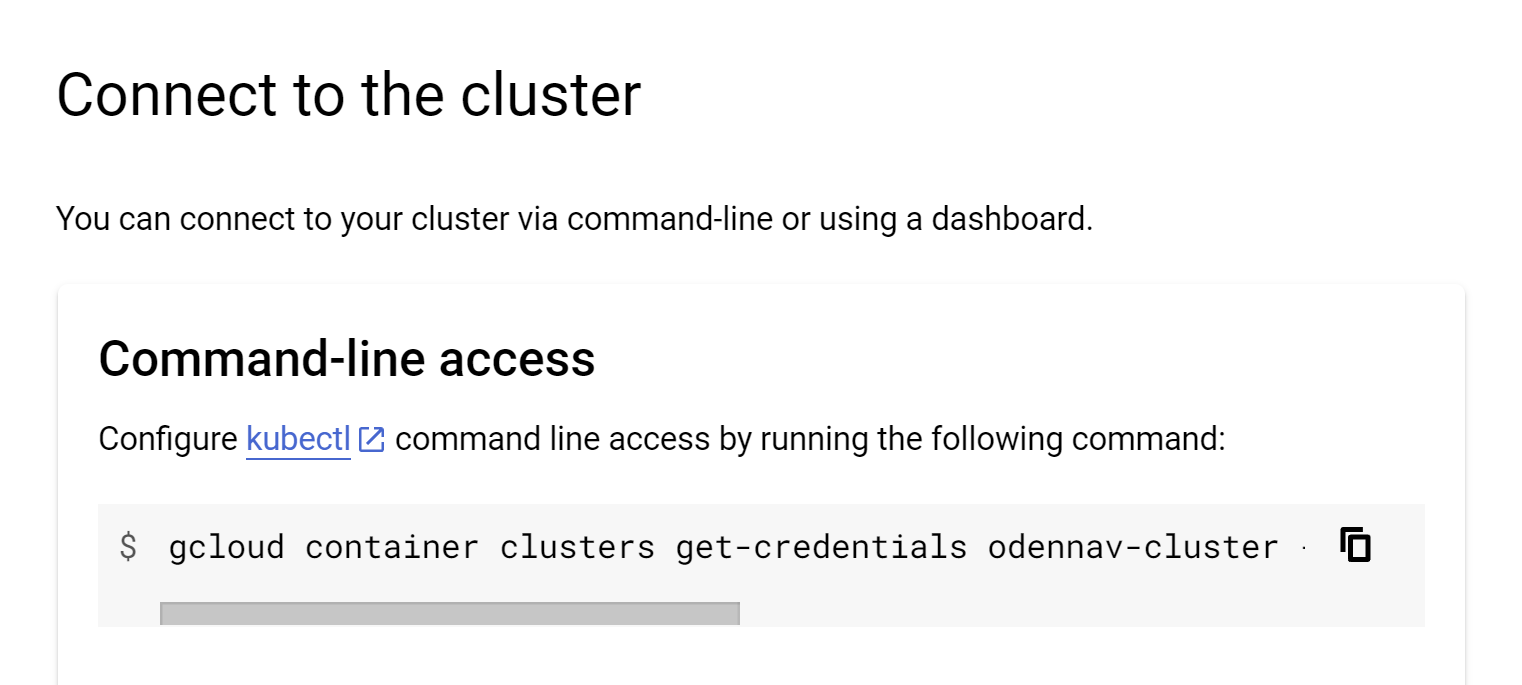 Connect to the cluster
You can connect to your cluster via command-line or using a dashboard.
Command-line access
Configure kubectl command line access by running the following command:
$ gcloud container clusters get-credentials odennav-cluster